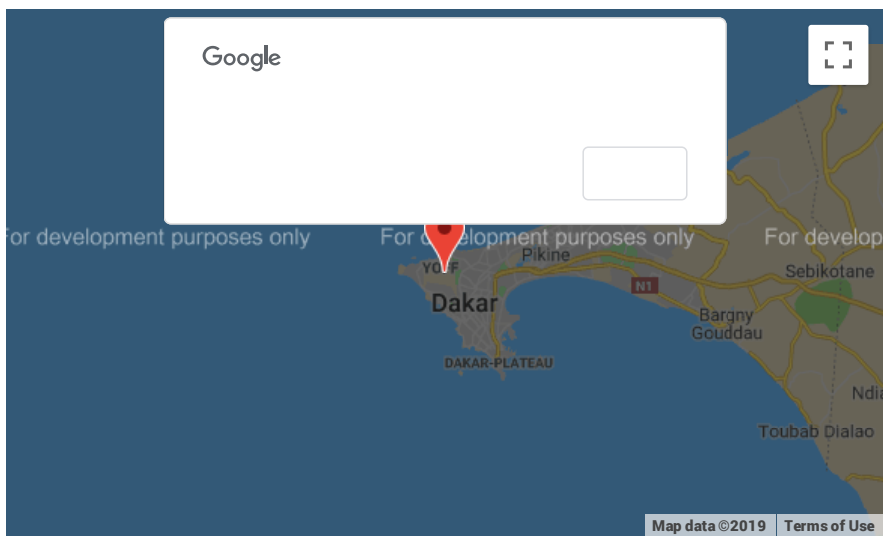 Google
For development purposes only
For development purposes only
For develop
YOFF
Pikine
Sebikotane
N1
Dakar
Bargny
Gouddau
DAKAR-PLATEAU
Ndia
Toubab Dialao
Map data ©2019
Terms of Use